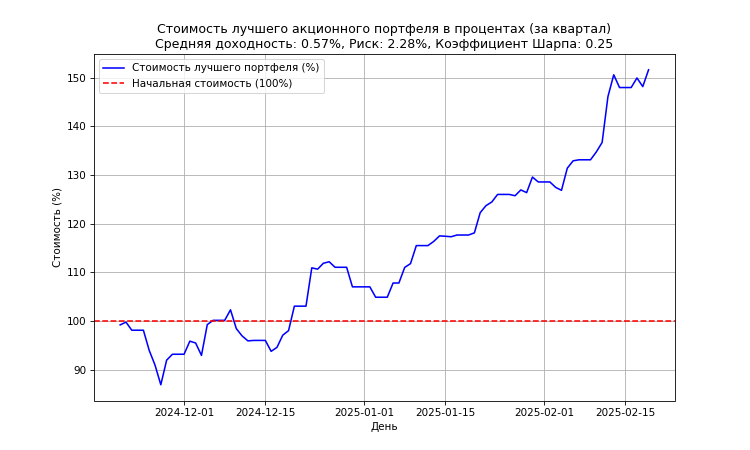 Стоимость лучшего акционного портфеля в процентах (за квартал)
Средняя доходность: 0.57%, Риск: 2.28%, Коэффициент Шарпа: 0.25
Стоимость лучшего портфеля (%)
Начальная стоимость (100%)
Стоимость (%)
150
140
130
120
110
100
90
2024-12-01 2024-12-15 2025-01-01 2025-01-15 2025-02-01 2025-02-15
День